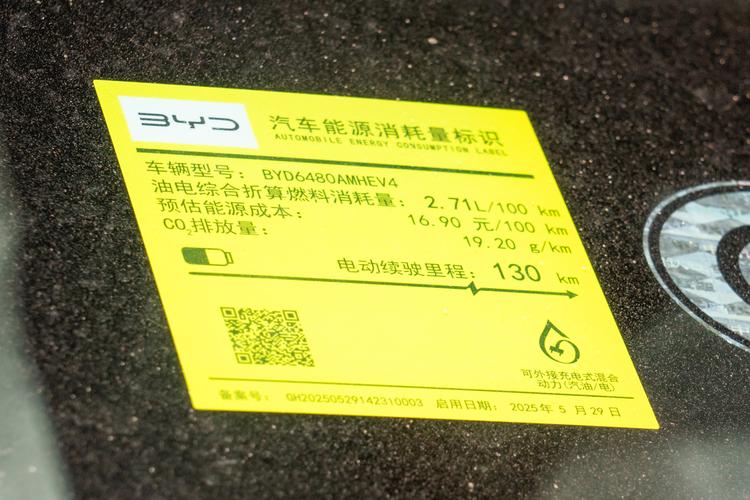 BYD
汽车能源消耗量标识
AUTOMOBILE ENERGY CONSUMPTION LABEL
车辆型号: BYD6480AMHEV4
油电综合折算燃料消耗量: 2.71L/100 km
预估能源成本: 16.90 元/100 km
CO₂排放量: 19.20 g/km
电动续驶里程: 130 km
可外接充电式混合
动力(汽油/电)
备案号: GH20250529142310003 启用日期: 2025年 5 月 29 日